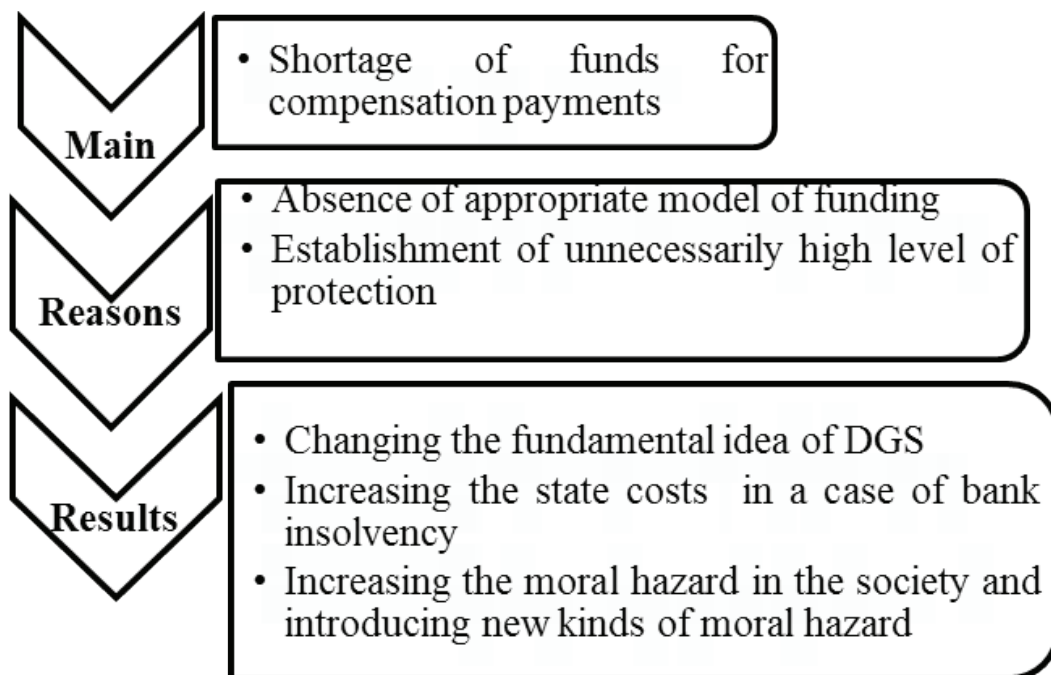 Main
• Shortage of funds for
compensation payments
Reasons
• Absence of appropriate model of funding
• Establishment of unnecessarily high level of
protection
Results
• Changing the fundamental idea of DGS
• Increasing the state costs in a case of bank
insolvency
• Increasing the moral hazard in the society and
introducing new kinds of moral hazard